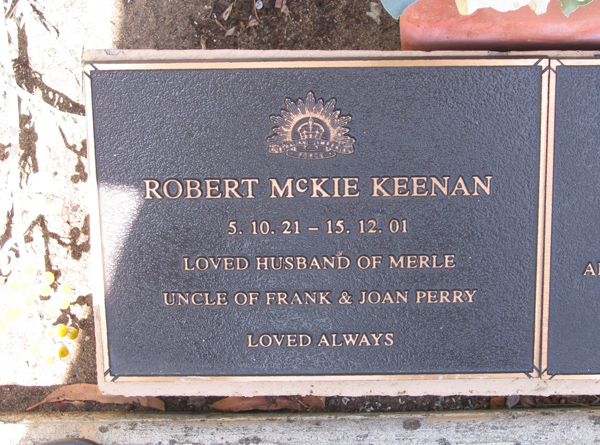 ROBERT McKIE KEENAN
5. 10. 21 – 15. 12. 01
LOVED HUSBAND OF MERLE
UNCLE OF FRANK & JOAN PERRY
LOVED ALWAYS